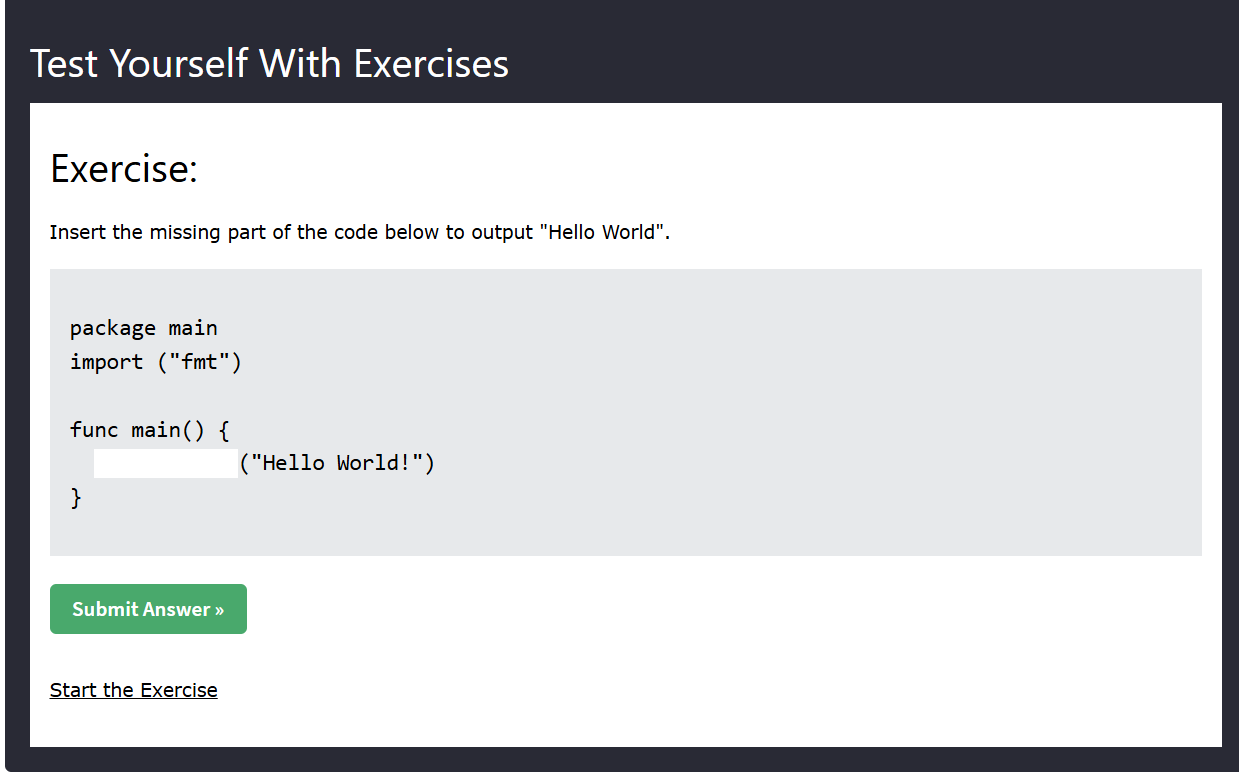 Test Yourself With Exercises
Exercise:
Insert the missing part of the code below to output "Hello World".
package main
import ("fmt")
func main() {
("Hello World!")
}
Submit Answer »
Start the Exercise